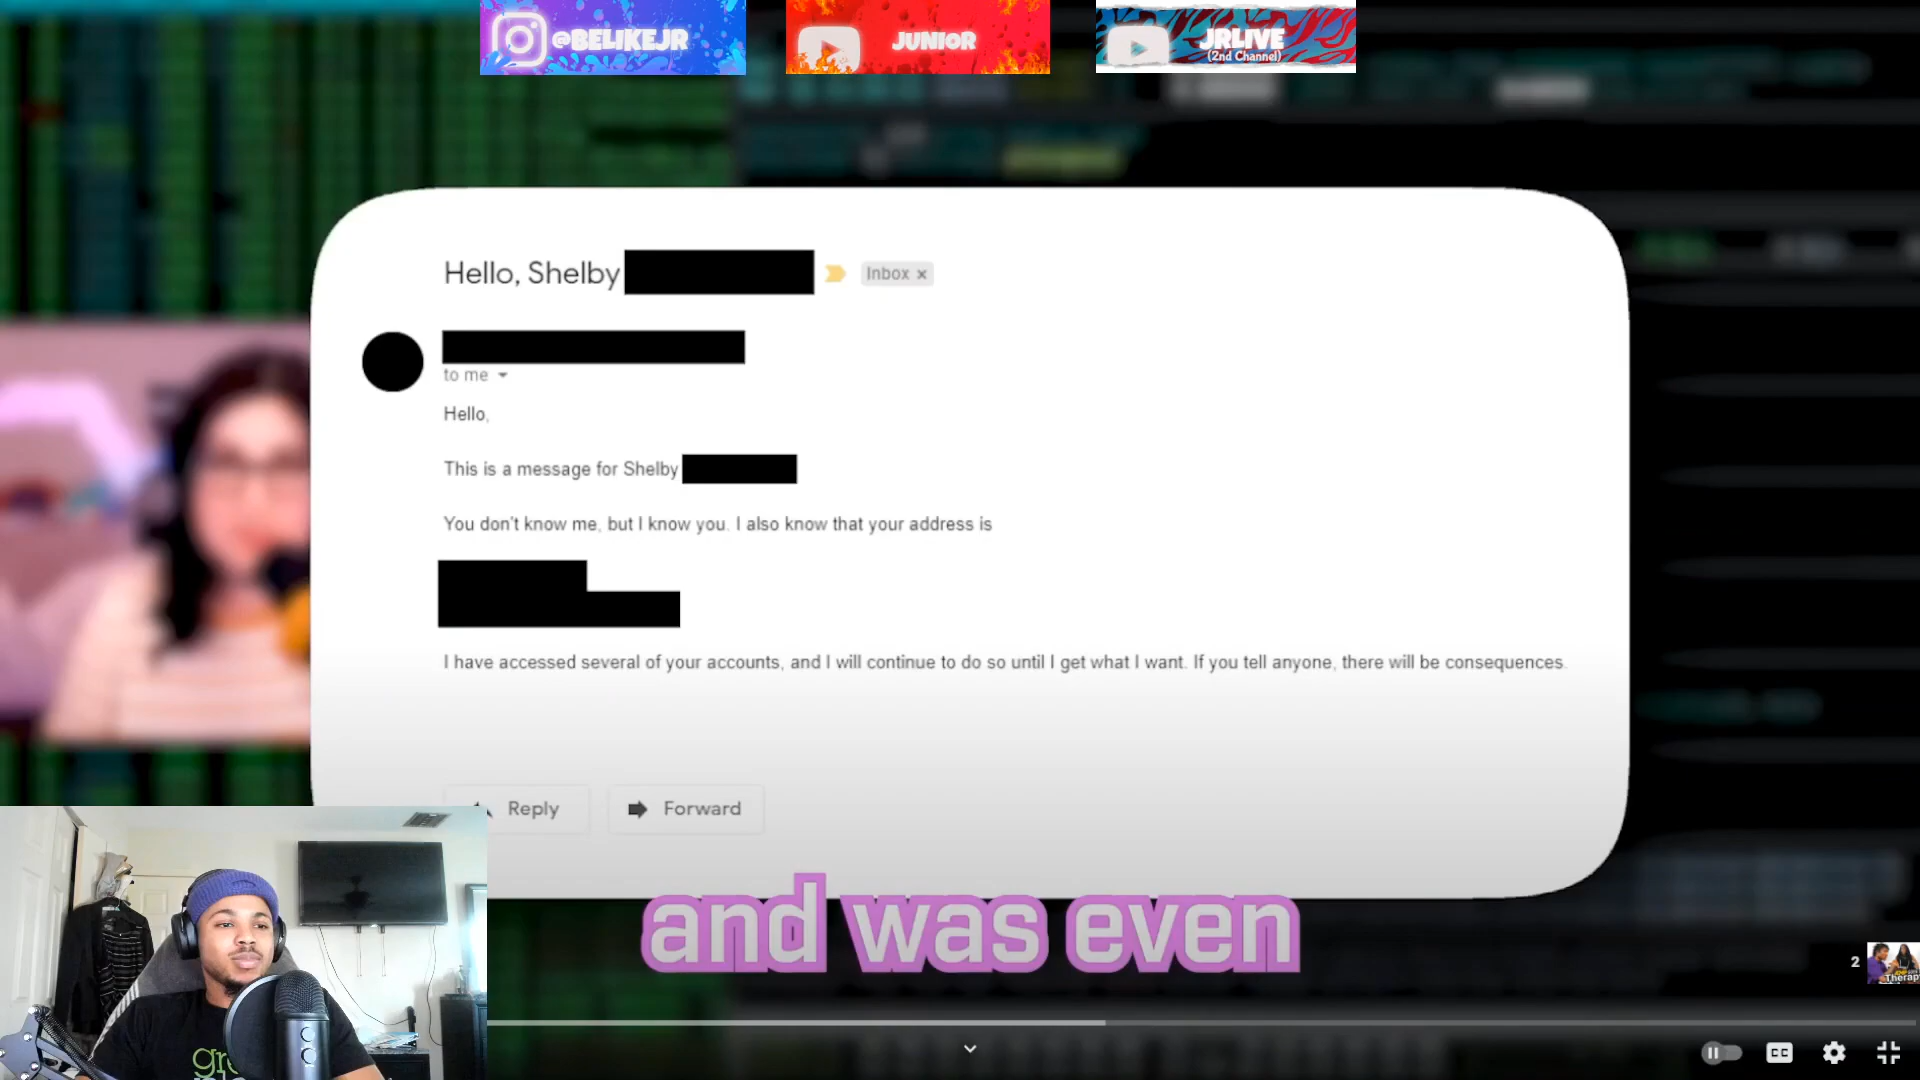 @BELIKEJR
JUNIOR
JRLIVE
(2nd Channel)
Hello, Shelby
Inbox ×
to me
Hello,
This is a message for Shelby
You don't know me, but I know you. I also know that your address is
I have accessed several of your accounts, and I will continue to do so until I get what I want. If you tell anyone, there will be consequences.
Reply
Forward
and was even
2
Therapy
CC